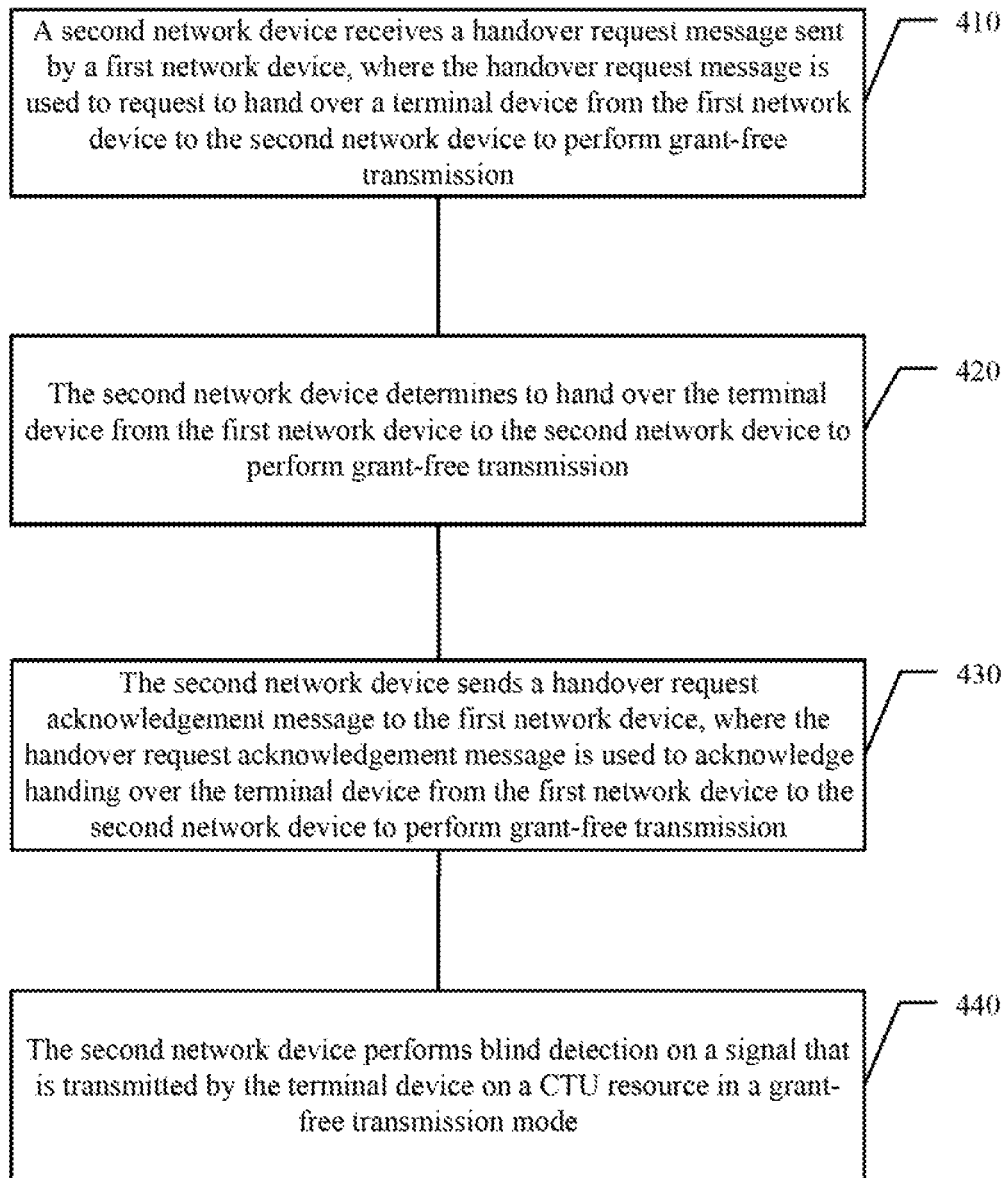 A second network device receives a handover request message sent
by a first network device, where the handover request message is
used to request to hand over a terminal device from the first network
device to the second network device to perform grant-free
transmission
410
The second network device determines to hand over the terminal
device from the first network device to the second network device to
perform grant-free transmission
420
The second network device sends a handover request
acknowledgement message to the first network device, where the
handover request acknowledgement message is used to acknowledge
handing over the terminal device from the first network device to the
second network device to perform grant-free transmission
430
The second network device performs blind detection on a signal that
is transmitted by the terminal device on a CTU resource in a grant-
free transmission mode
440